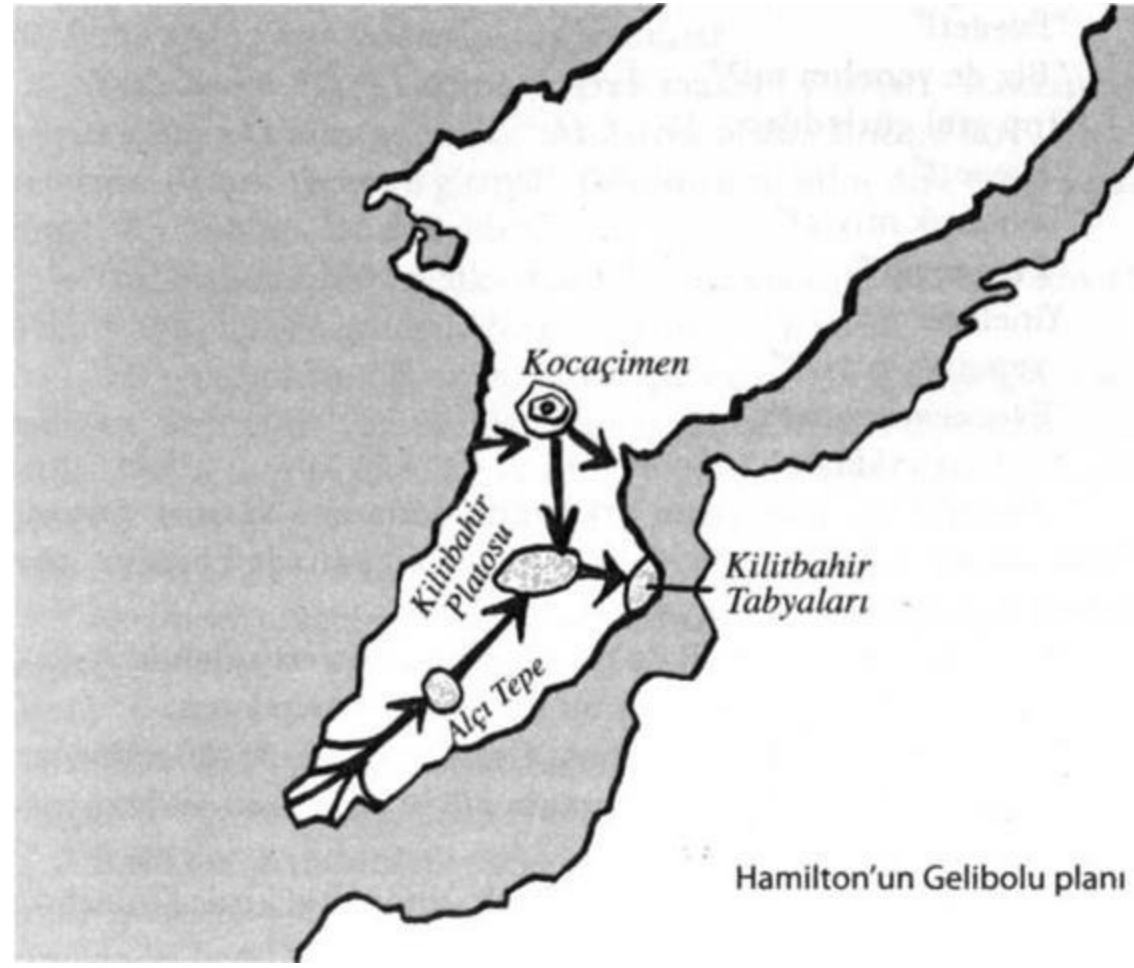 Kocaçimen
Kilitbahir
Platosu
Kilitbahir
Tabyaları
Alçı Tepe
Hamilton'un Gelibolu planı